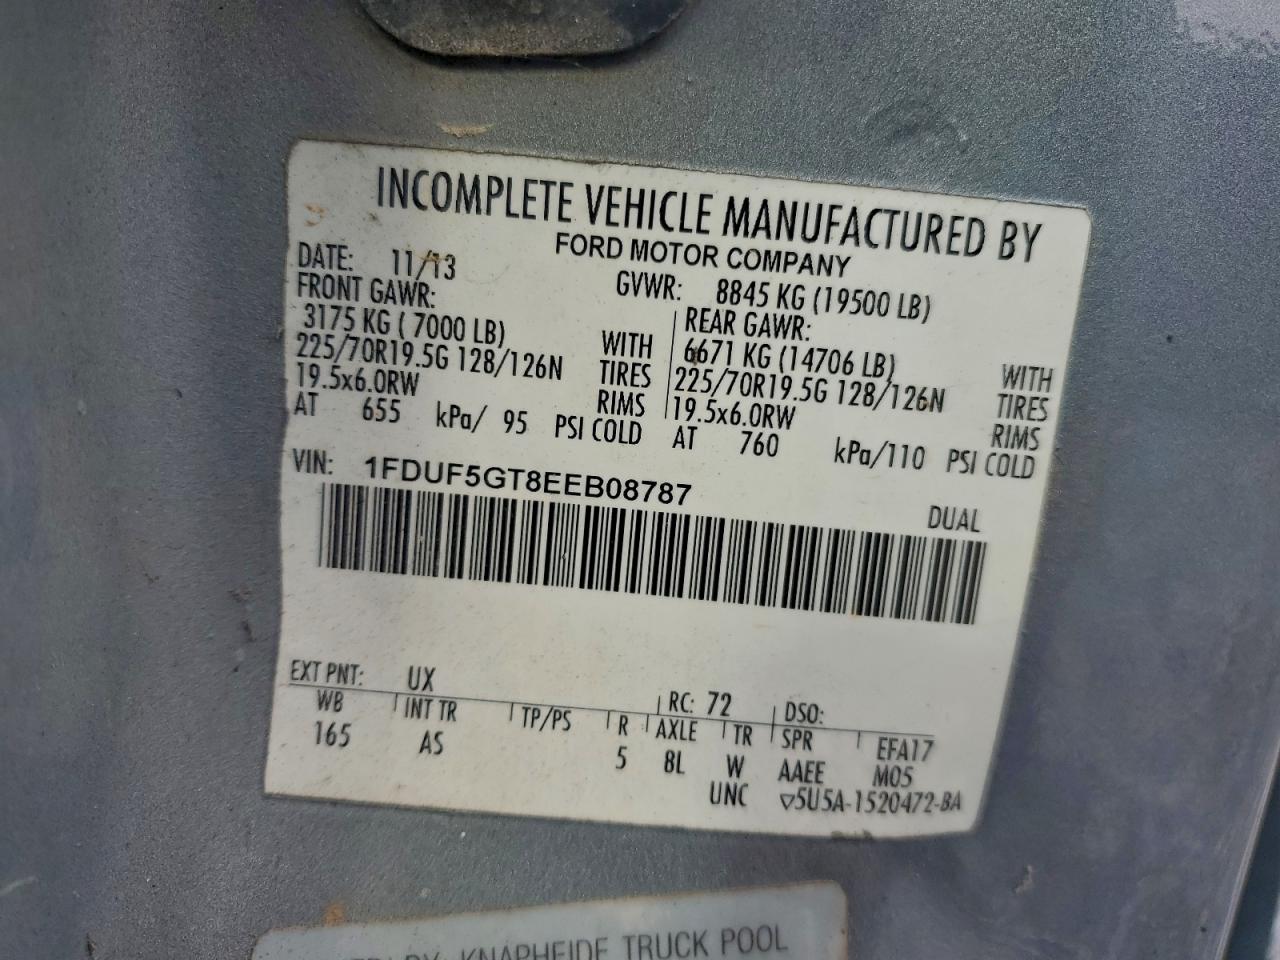 INCOMPLETE VEHICLE MANUFACTURED BY
FORD MOTOR COMPANY
DATE: 11/13 GVWR: 8845 KG (19500 LB)
FRONT GAWR: REAR GAWR:
3175 KG ( 7000 LB) WITH 6671 KG (14706 LB) WITH
225/70R19.5G 128/126N TIRES 225/70R19.5G 128/126N TIRES
19.5x6.0RW RIMS 19.5x6.0RW RIMS
AT 655 kPa/ 95 PSI COLD AT 760 kPa/110 PSI COLD
VIN: 1FDUF5GT8EEB08787
DUAL
EXT PNT: UX RC: 72 DSO:
WB INT TR TP/PS R AXLE TR SPR EFA17
165 AS 5 8L W AAEE M05
UNC ▽5U5A-1520472-BA
BY KNAPHEIDE TRUCK POOL